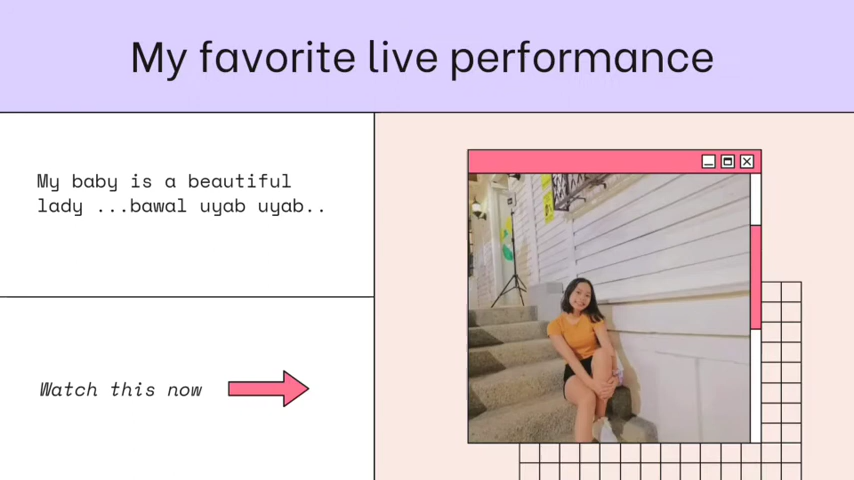 My favorite live performance
My baby is a beautiful
lady ...bawal uyab uyab..
Watch this now